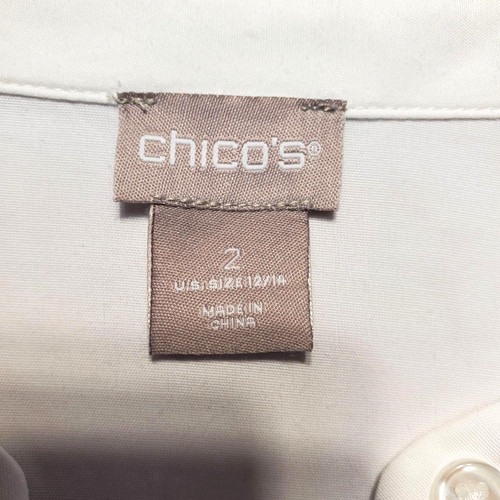 chico's®
2
U.S. SIZE 12/14
MADE IN
CHINA